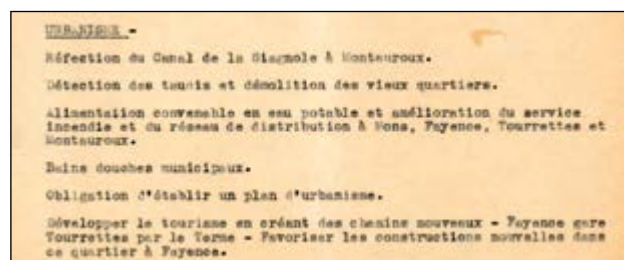 URBANISME -
Réfection du Canal de la Siagnole à Montauroux.
Détection des taudis et démolition des vieux quartiers.
Alimentation convenable en eau potable et amélioration du service
incendie et du réseau de distribution à Mons, Fayence, Tourrettes et
Montauroux.
Bains douches municipaux.
Obligation d'établir un plan d'urbanisme.
Développer le tourisme en créant des chemins nouveaux - Fayence gare
Tourrettes par le Terme - Favoriser les constructions nouvelles dans
ce quartier à Fayence.